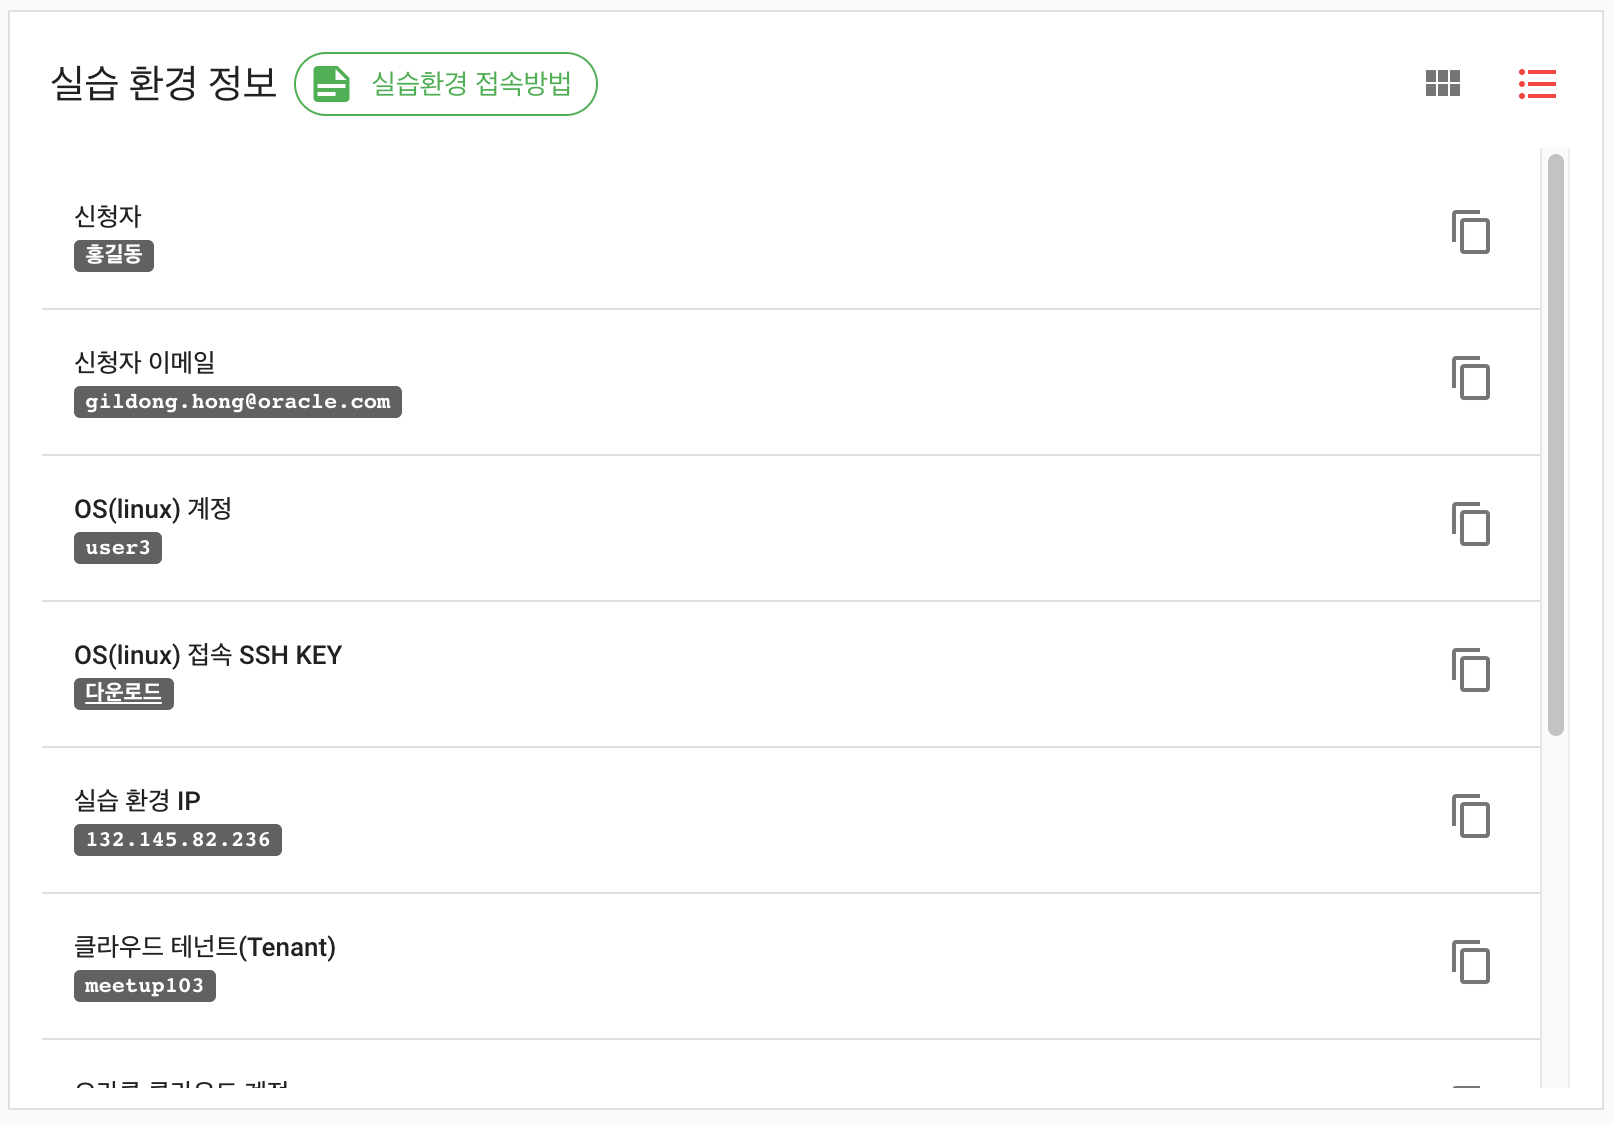 실습 환경 정보
실습환경 접속방법
신청자
홍길동
신청자 이메일
gildong.hong@oracle.com
OS(linux) 계정
user3
OS(linux) 접속 SSH KEY
다운로드
실습 환경 IP
132.145.82.236
클라우드 테넌트(Tenant)
meetup103